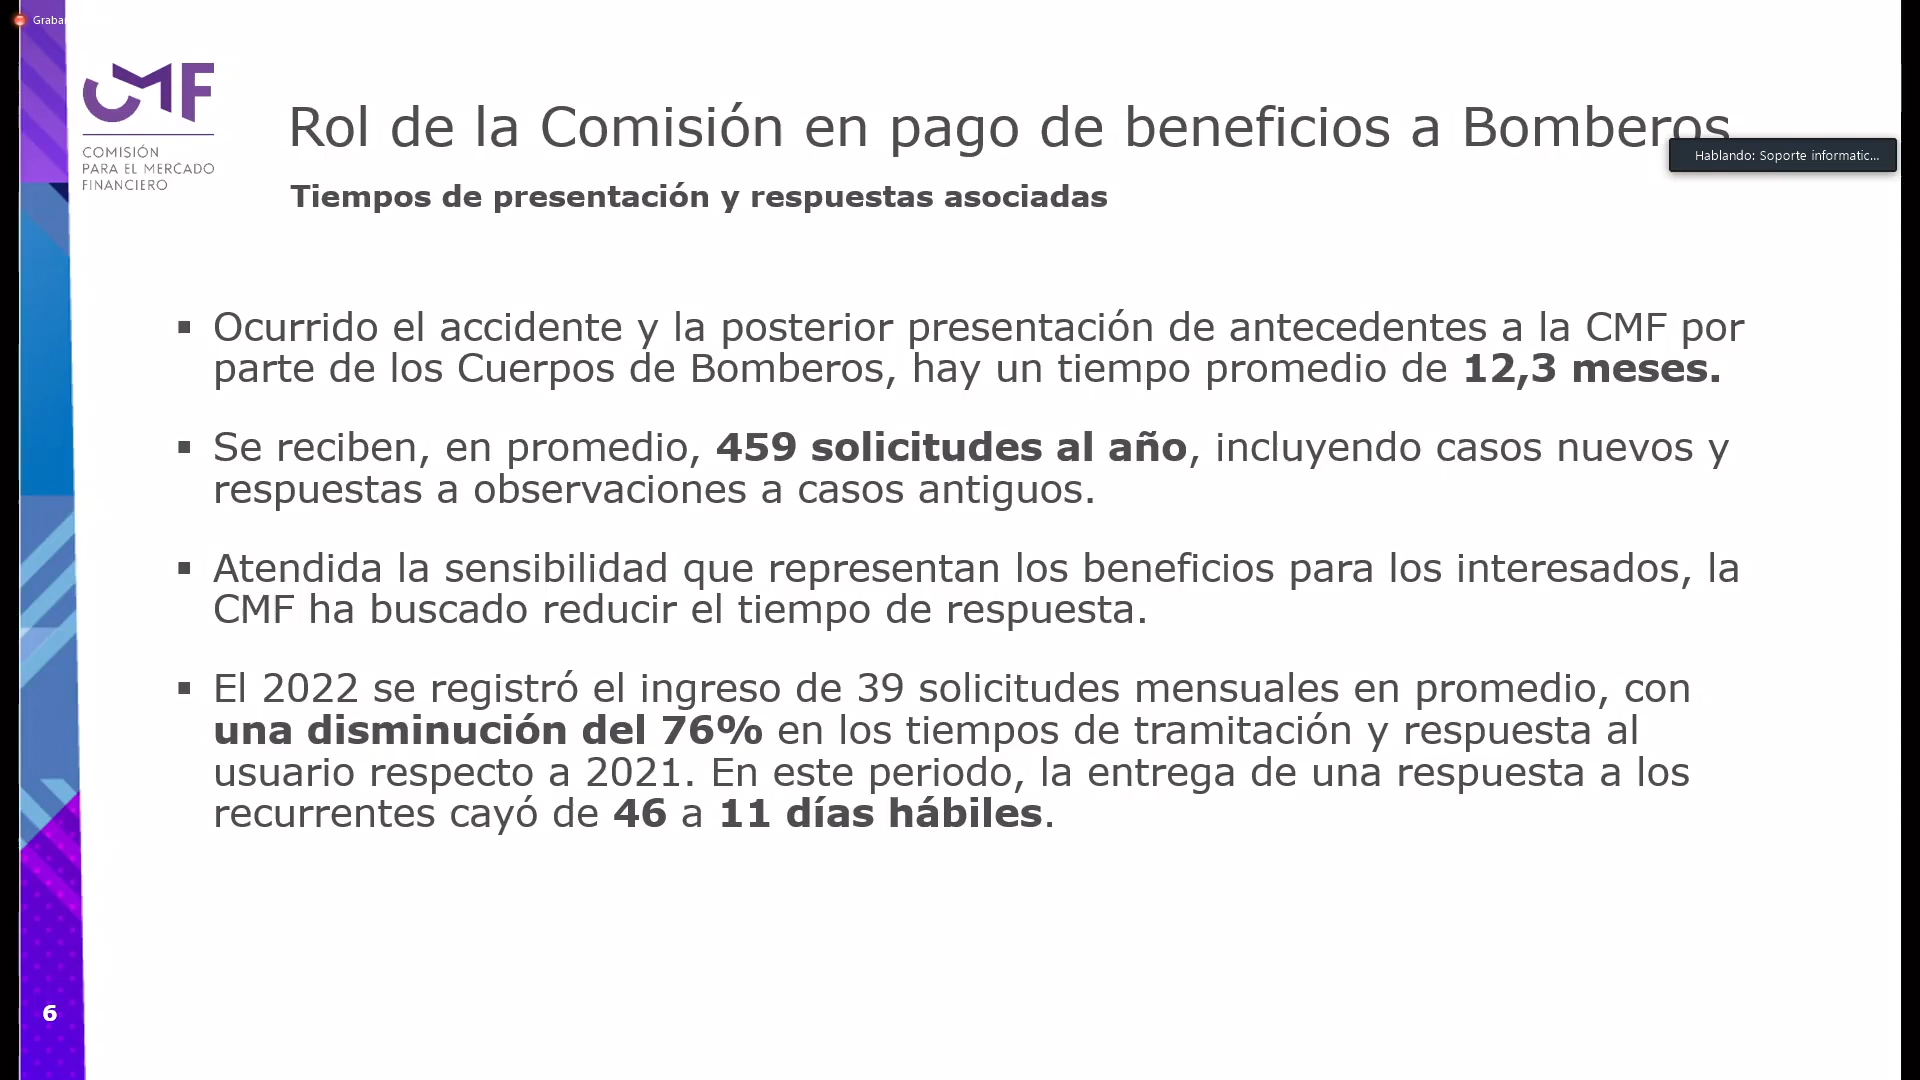 CMF
COMISIÓN
PARA EL MERCADO
FINANCIERO
Rol de la Comisión en pago de beneficios a Bomberos
Hablando: Soporte informatic...
Tiempos de presentación y respuestas asociadas
▪ Ocurrido el accidente y la posterior presentación de antecedentes a la CMF por
parte de los Cuerpos de Bomberos, hay un tiempo promedio de 12,3 meses.
▪ Se reciben, en promedio, 459 solicitudes al año, incluyendo casos nuevos y
respuestas a observaciones a casos antiguos.
▪ Atendida la sensibilidad que representan los beneficios para los interesados, la
CMF ha buscado reducir el tiempo de respuesta.
▪ El 2022 se registró el ingreso de 39 solicitudes mensuales en promedio, con
una disminución del 76% en los tiempos de tramitación y respuesta al
usuario respecto a 2021. En este periodo, la entrega de una respuesta a los
recurrentes cayó de 46 a 11 días hábiles.
6